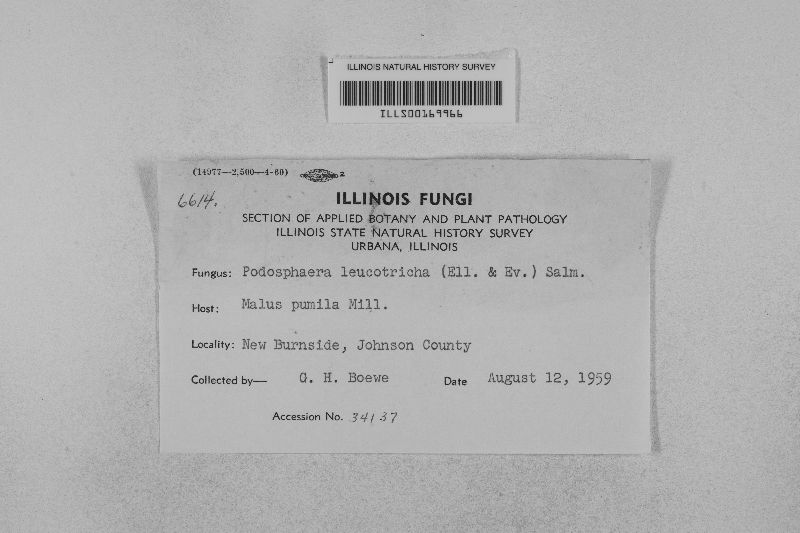 ILLINOIS NATURAL HISTORY SURVEY
ILLS00169966
(14977—2,500—4-60) 2
6614.
ILLINOIS FUNGI
SECTION OF APPLIED BOTANY AND PLANT PATHOLOGY
ILLINOIS STATE NATURAL HISTORY SURVEY
URBANA, ILLINOIS
Fungus: Podosphaera leucotricha (Ell. & Ev.) Salm.
Host: Malus pumila Mill.
Locality: New Burnside, Johnson County
Collected by— G. H. Boewe Date August 12, 1959
Accession No. 34137